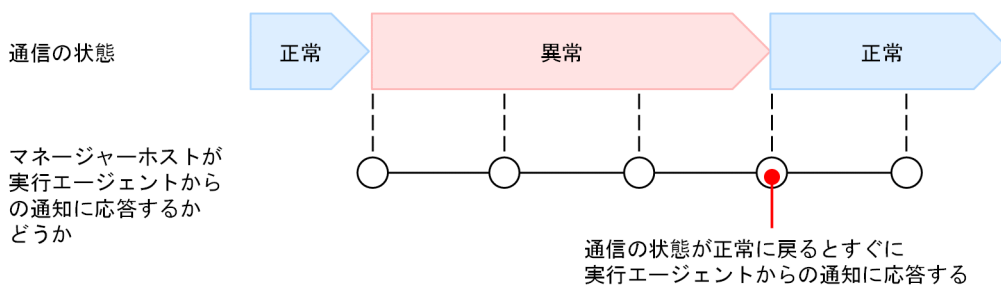 通信の状態
正常
異常
正常
マネージャーホストが
実行エージェントから
の通知に応答するか
どうか
通信の状態が正常に戻るとすぐに
実行エージェントからの通知に応答する